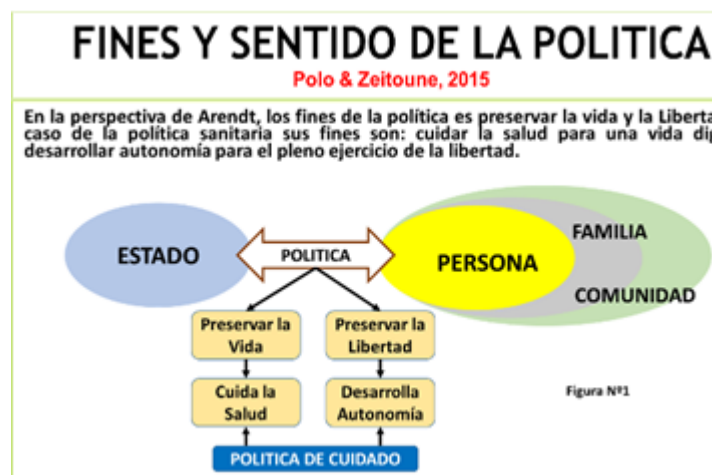 FINES Y SENTIDO DE LA POLITICA
Polo & Zeitoune, 2015
En la perspectiva de Arendt, los fines de la política es preservar la vida y la
caso de la política sanitaria sus fines son: cuidar la salud para una vida
desarrollar autonomía para el pleno ejercicio de la libertad.
ESTADO
POLITICA
PERSONA
FAMILIA
COMUNIDAD
Preservar la
Vida
Preservar la
Libertad
Cuida la
Salud
Desarrolla
Autonomía
Figura Nº1
POLITICA DE CUIDADO